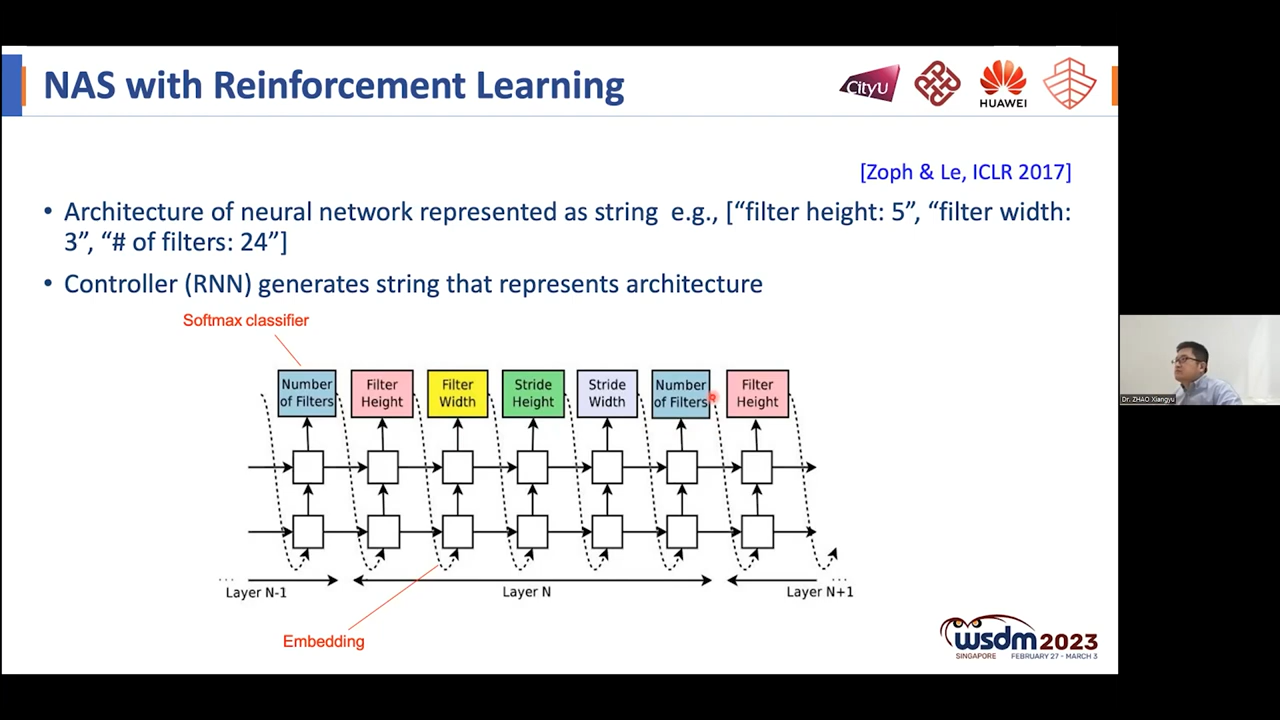 NAS with Reinforcement Learning
CityU
HUAWEI
[Zoph & Le, ICLR 2017]
• Architecture of neural network represented as string e.g., [“filter height: 5”, “filter width:
3”, “# of filters: 24”]
• Controller (RNN) generates string that represents architecture
Softmax classifier
Number
of Filters
Filter
Height
Filter
Width
Stride
Height
Stride
Width
Number
of Filters
Filter
Height
...
Layer N-1
Layer N
...
Layer N+1
Embedding
wsdm2023
SINGAPORE FEBRUARY 27 - MARCH 3
Dr. ZHAO Xiangyu